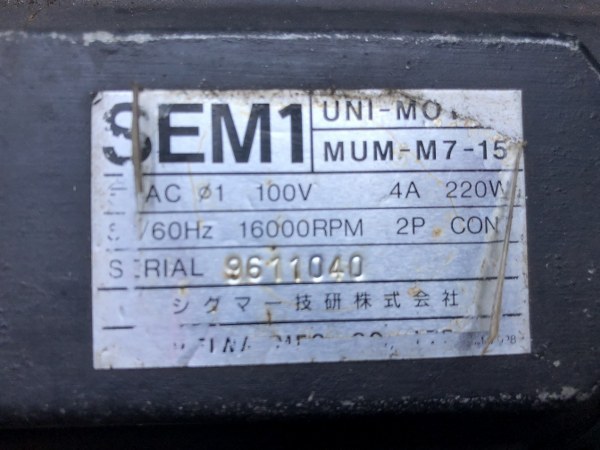 SEM1
UNI-MO
MUM-M7-15
AC ø1 100V 4A 220W
/60Hz 16000RPM 2P CON
SERIAL 9611040
シグマー技研株式会社